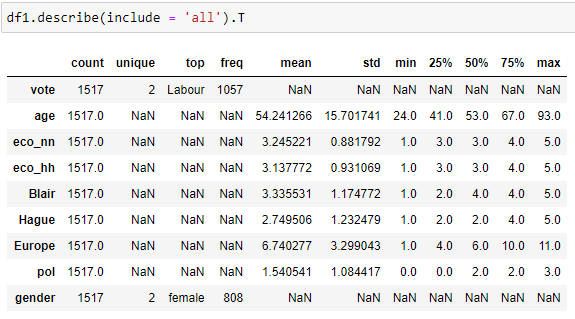 df1.describe(include = 'all').T
count unique top freq mean std min 25% 50% 75% max
vote 1517 2 Labour 1057 NaN NaN NaN NaN NaN NaN NaN
age 1517.0 NaN NaN NaN 54.241266 15.701741 24.0 41.0 53.0 67.0 93.0
eco_nn 1517.0 NaN NaN NaN 3.245221 0.881792 1.0 3.0 3.0 4.0 5.0
eco_hh 1517.0 NaN NaN NaN 3.137772 0.931069 1.0 3.0 3.0 4.0 5.0
Blair 1517.0 NaN NaN NaN 3.335531 1.174772 1.0 2.0 4.0 4.0 5.0
Hague 1517.0 NaN NaN NaN 2.749506 1.232479 1.0 2.0 2.0 4.0 5.0
Europe 1517.0 NaN NaN NaN 6.740277 3.299043 1.0 4.0 6.0 10.0 11.0
pol 1517.0 NaN NaN NaN 1.540541 1.084417 0.0 0.0 2.0 2.0 3.0
gender 1517 2 female 808 NaN NaN NaN NaN NaN NaN NaN